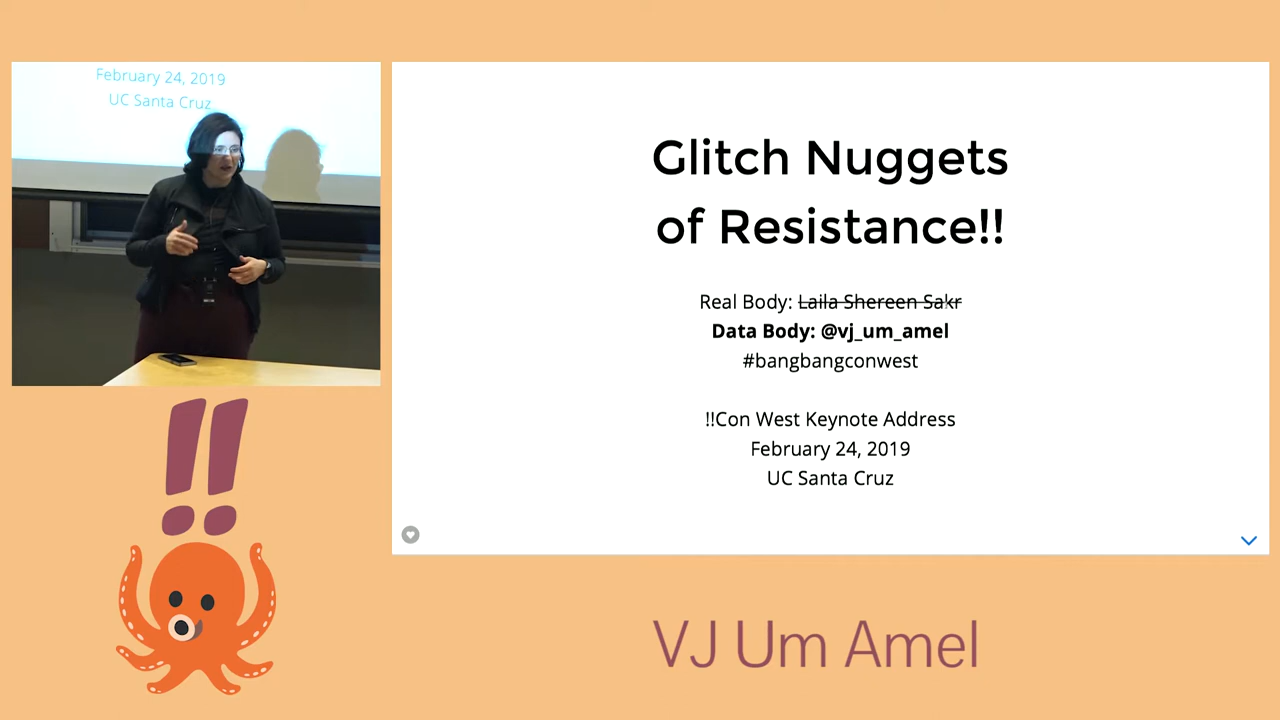 February 24, 2019
UC Santa Cruz
Glitch Nuggets
of Resistance!!
Real Body: Laila Shereen Sakr
Data Body: @vj_um_amel
#bangbangconwest
!!Con West Keynote Address
February 24, 2019
UC Santa Cruz
!!
VJ Um Amel